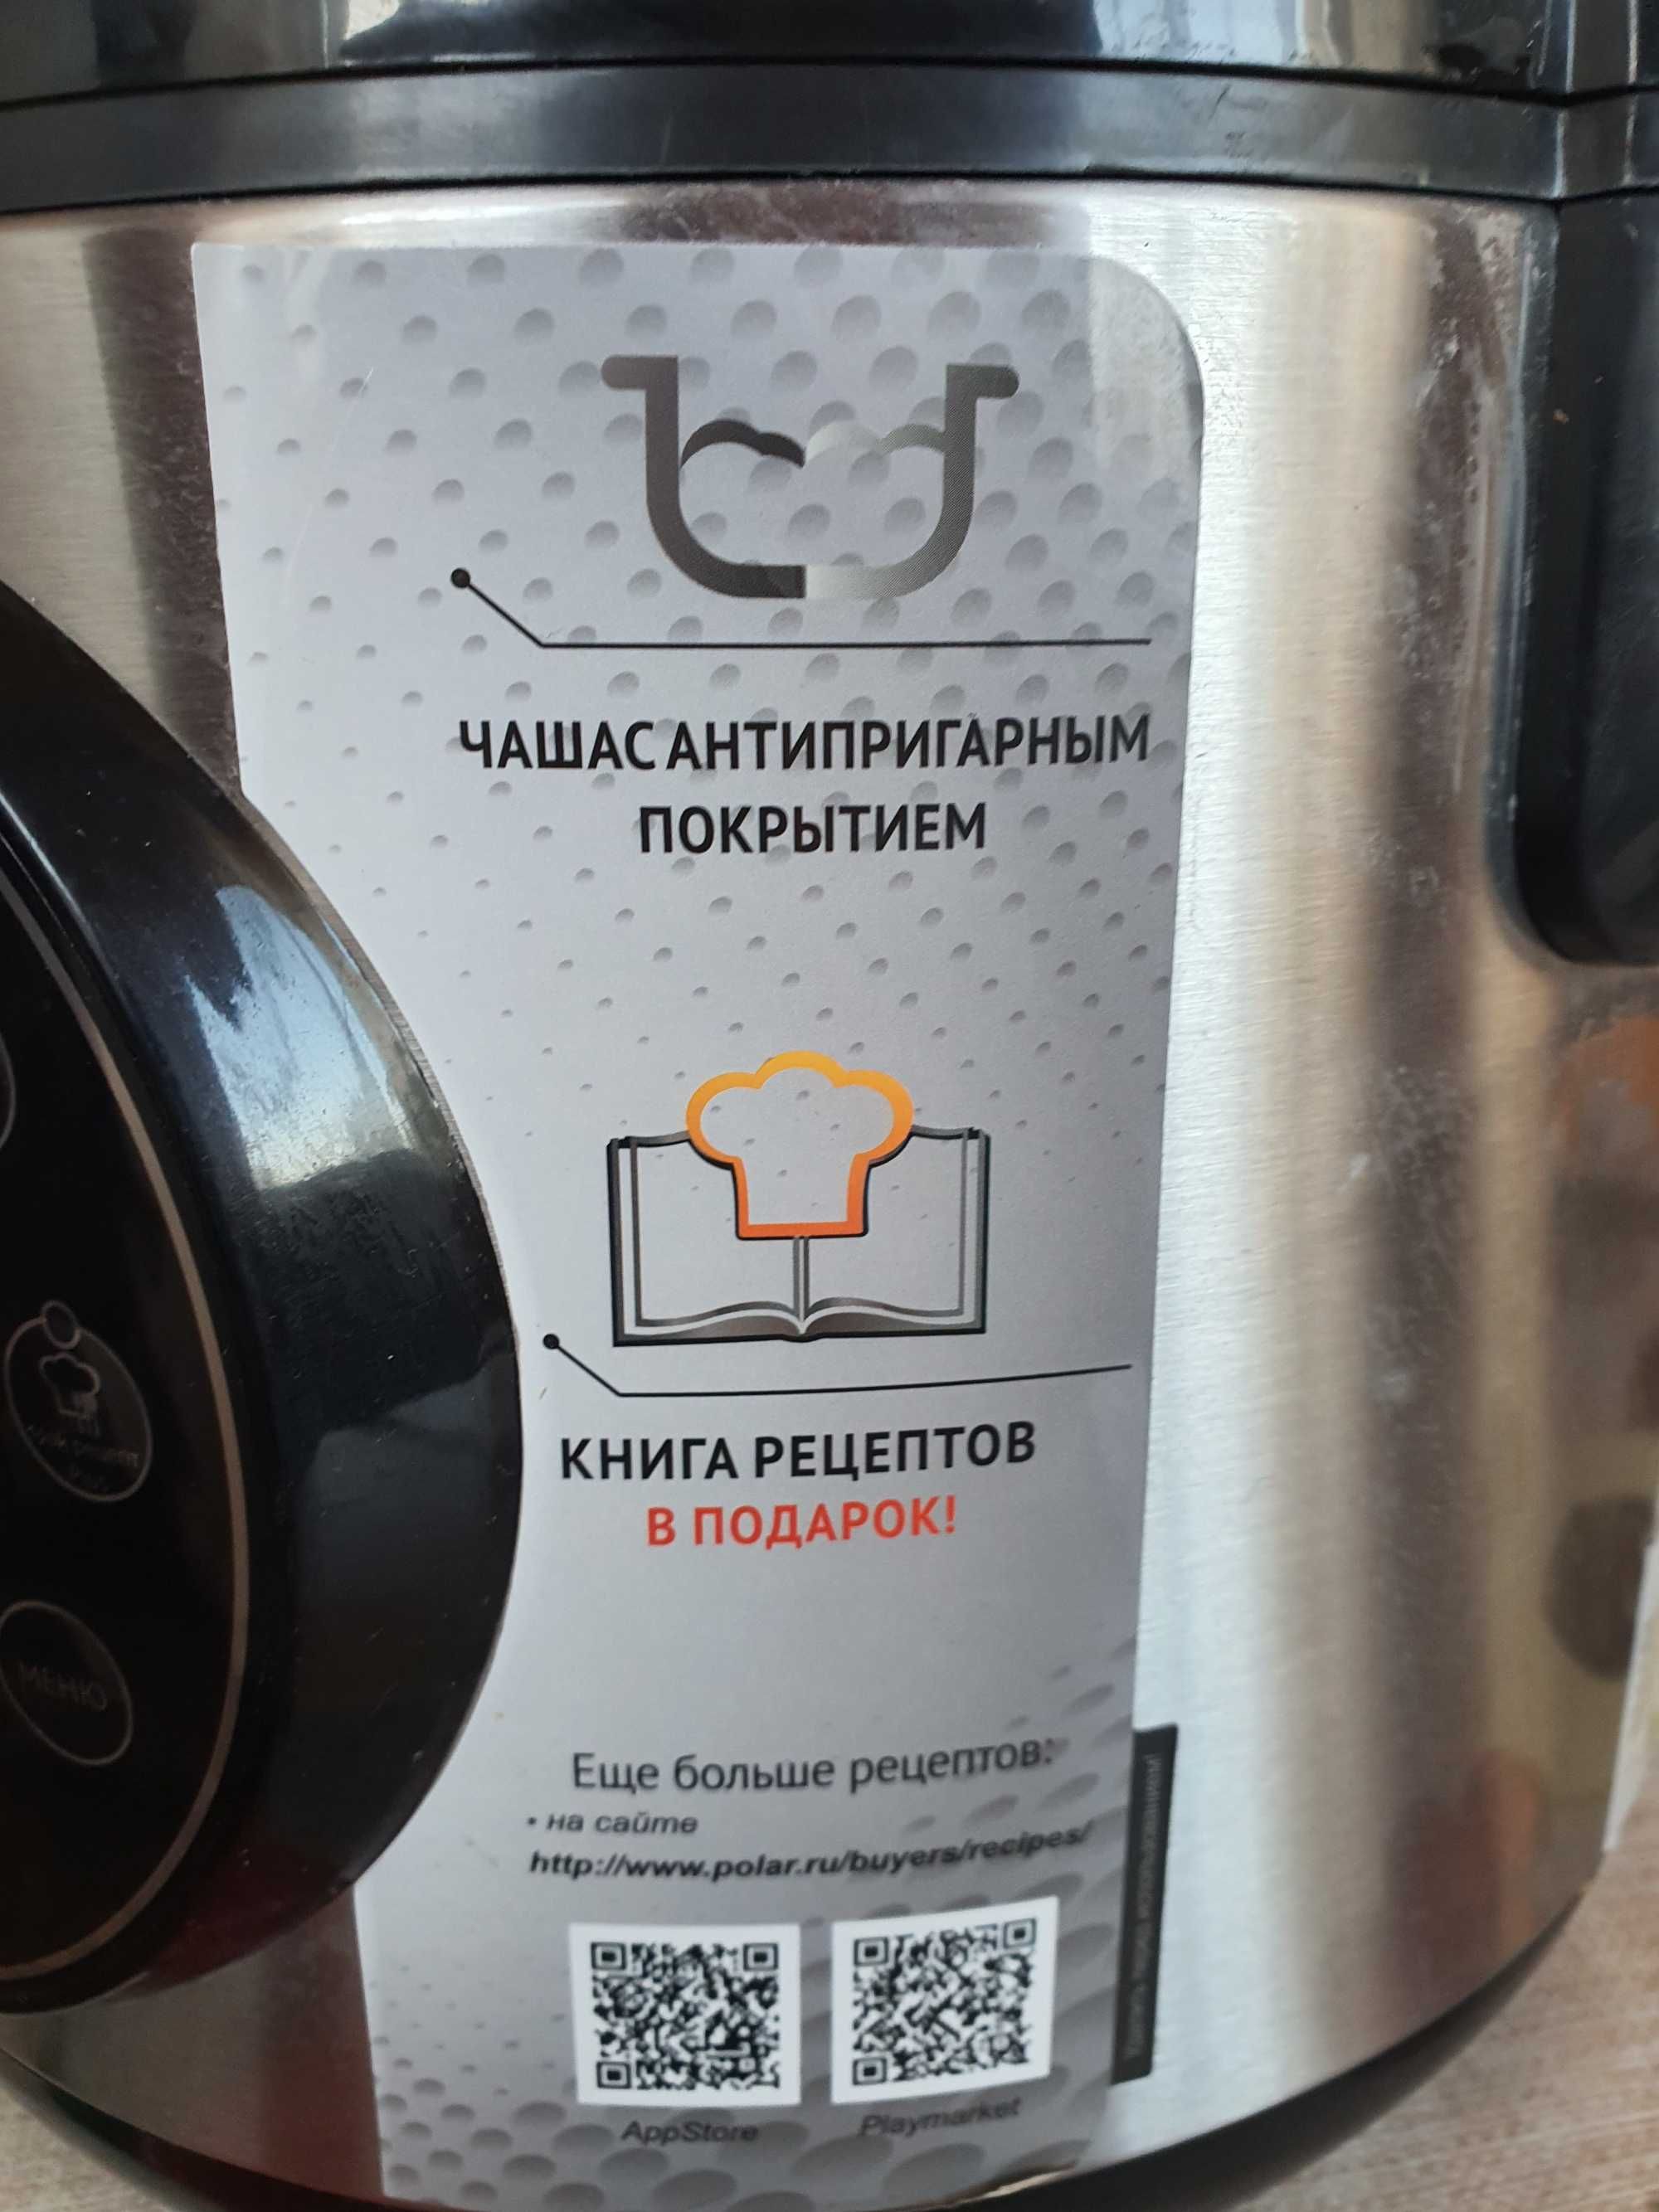 ЧАША С АНТИПРИГАРНЫМ
ПОКРЫТИЕМ
КНИГА РЕЦЕПТОВ
В ПОДАРОК!
МЕНЮ
Еще больше рецептов:
• на сайте
http://www.polar.ru/buyers/recipes/
AppStore
Playmarket